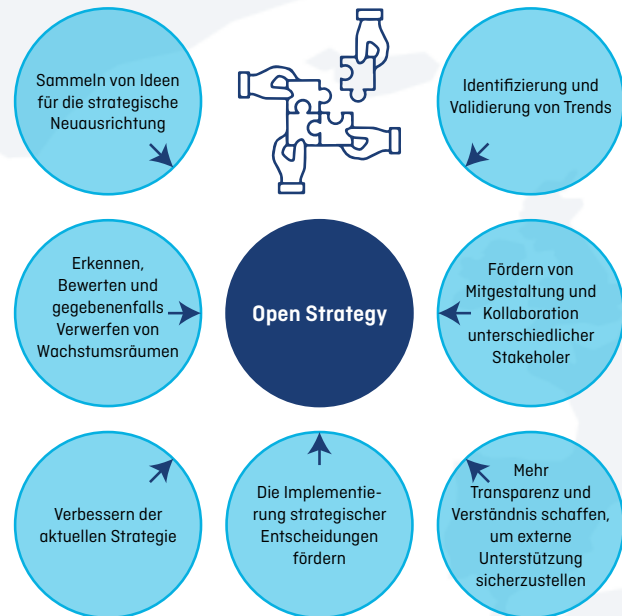 Sammeln von Ideen
für die strategische
Neuausrichtung
Identifizierung und
Validierung von Trends
Erkennen,
Bewerten und
gegebenenfalls
Verwerfen von
Wachstumsräumen
Open Strategy
Fördern von
Mitgestaltung und
Kollaboration
unterschiedlicher
Stakeholer
Verbessern der
aktuellen Strategie
Die Implementie-
rung strategischer
Entscheidungen
fördern
Mehr
Transparenz und
Verständnis schaffen,
um externe
Unterstützung
sicherzustellen